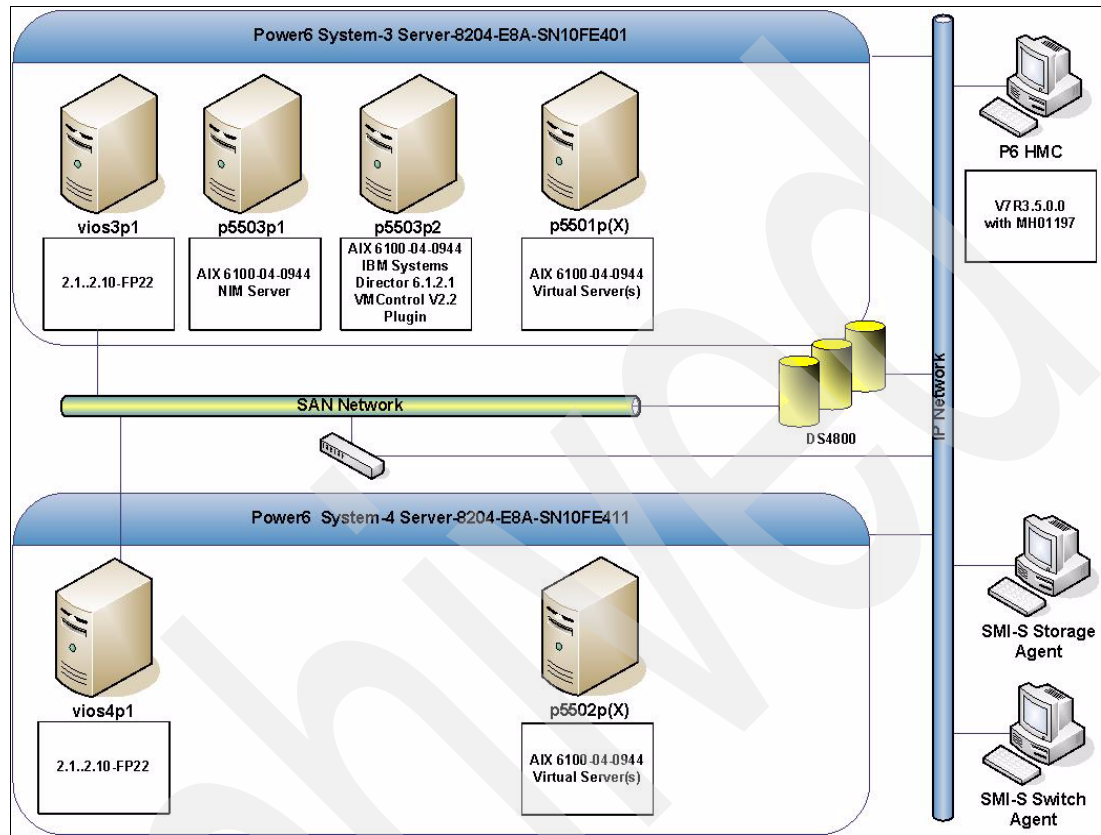 Power6 System-3 Server-8204-E8A-SN10FE401
vios3p1
2.1..2.10-FP22
p5503p1
AIX 6100-04-0944
NIM Server
p5503p2
AIX 6100-04-0944
IBM Systems
Director 6.1.2.1
VMControl V2.2
Plugin
p5501p(X)
AIX 6100-04-0944
Virtual Server(s)
P6 HMC
V7R3.5.0.0
with MH01197
SAN Network
DS4800
IP Network
Power6 System-4 Server-8204-E8A-SN10FE411
vios4p1
2.1..2.10-FP22
p5502p(X)
AIX 6100-04-0944
Virtual Server(s)
SMI-S Storage
Agent
SMI-S Switch
Agent
hived